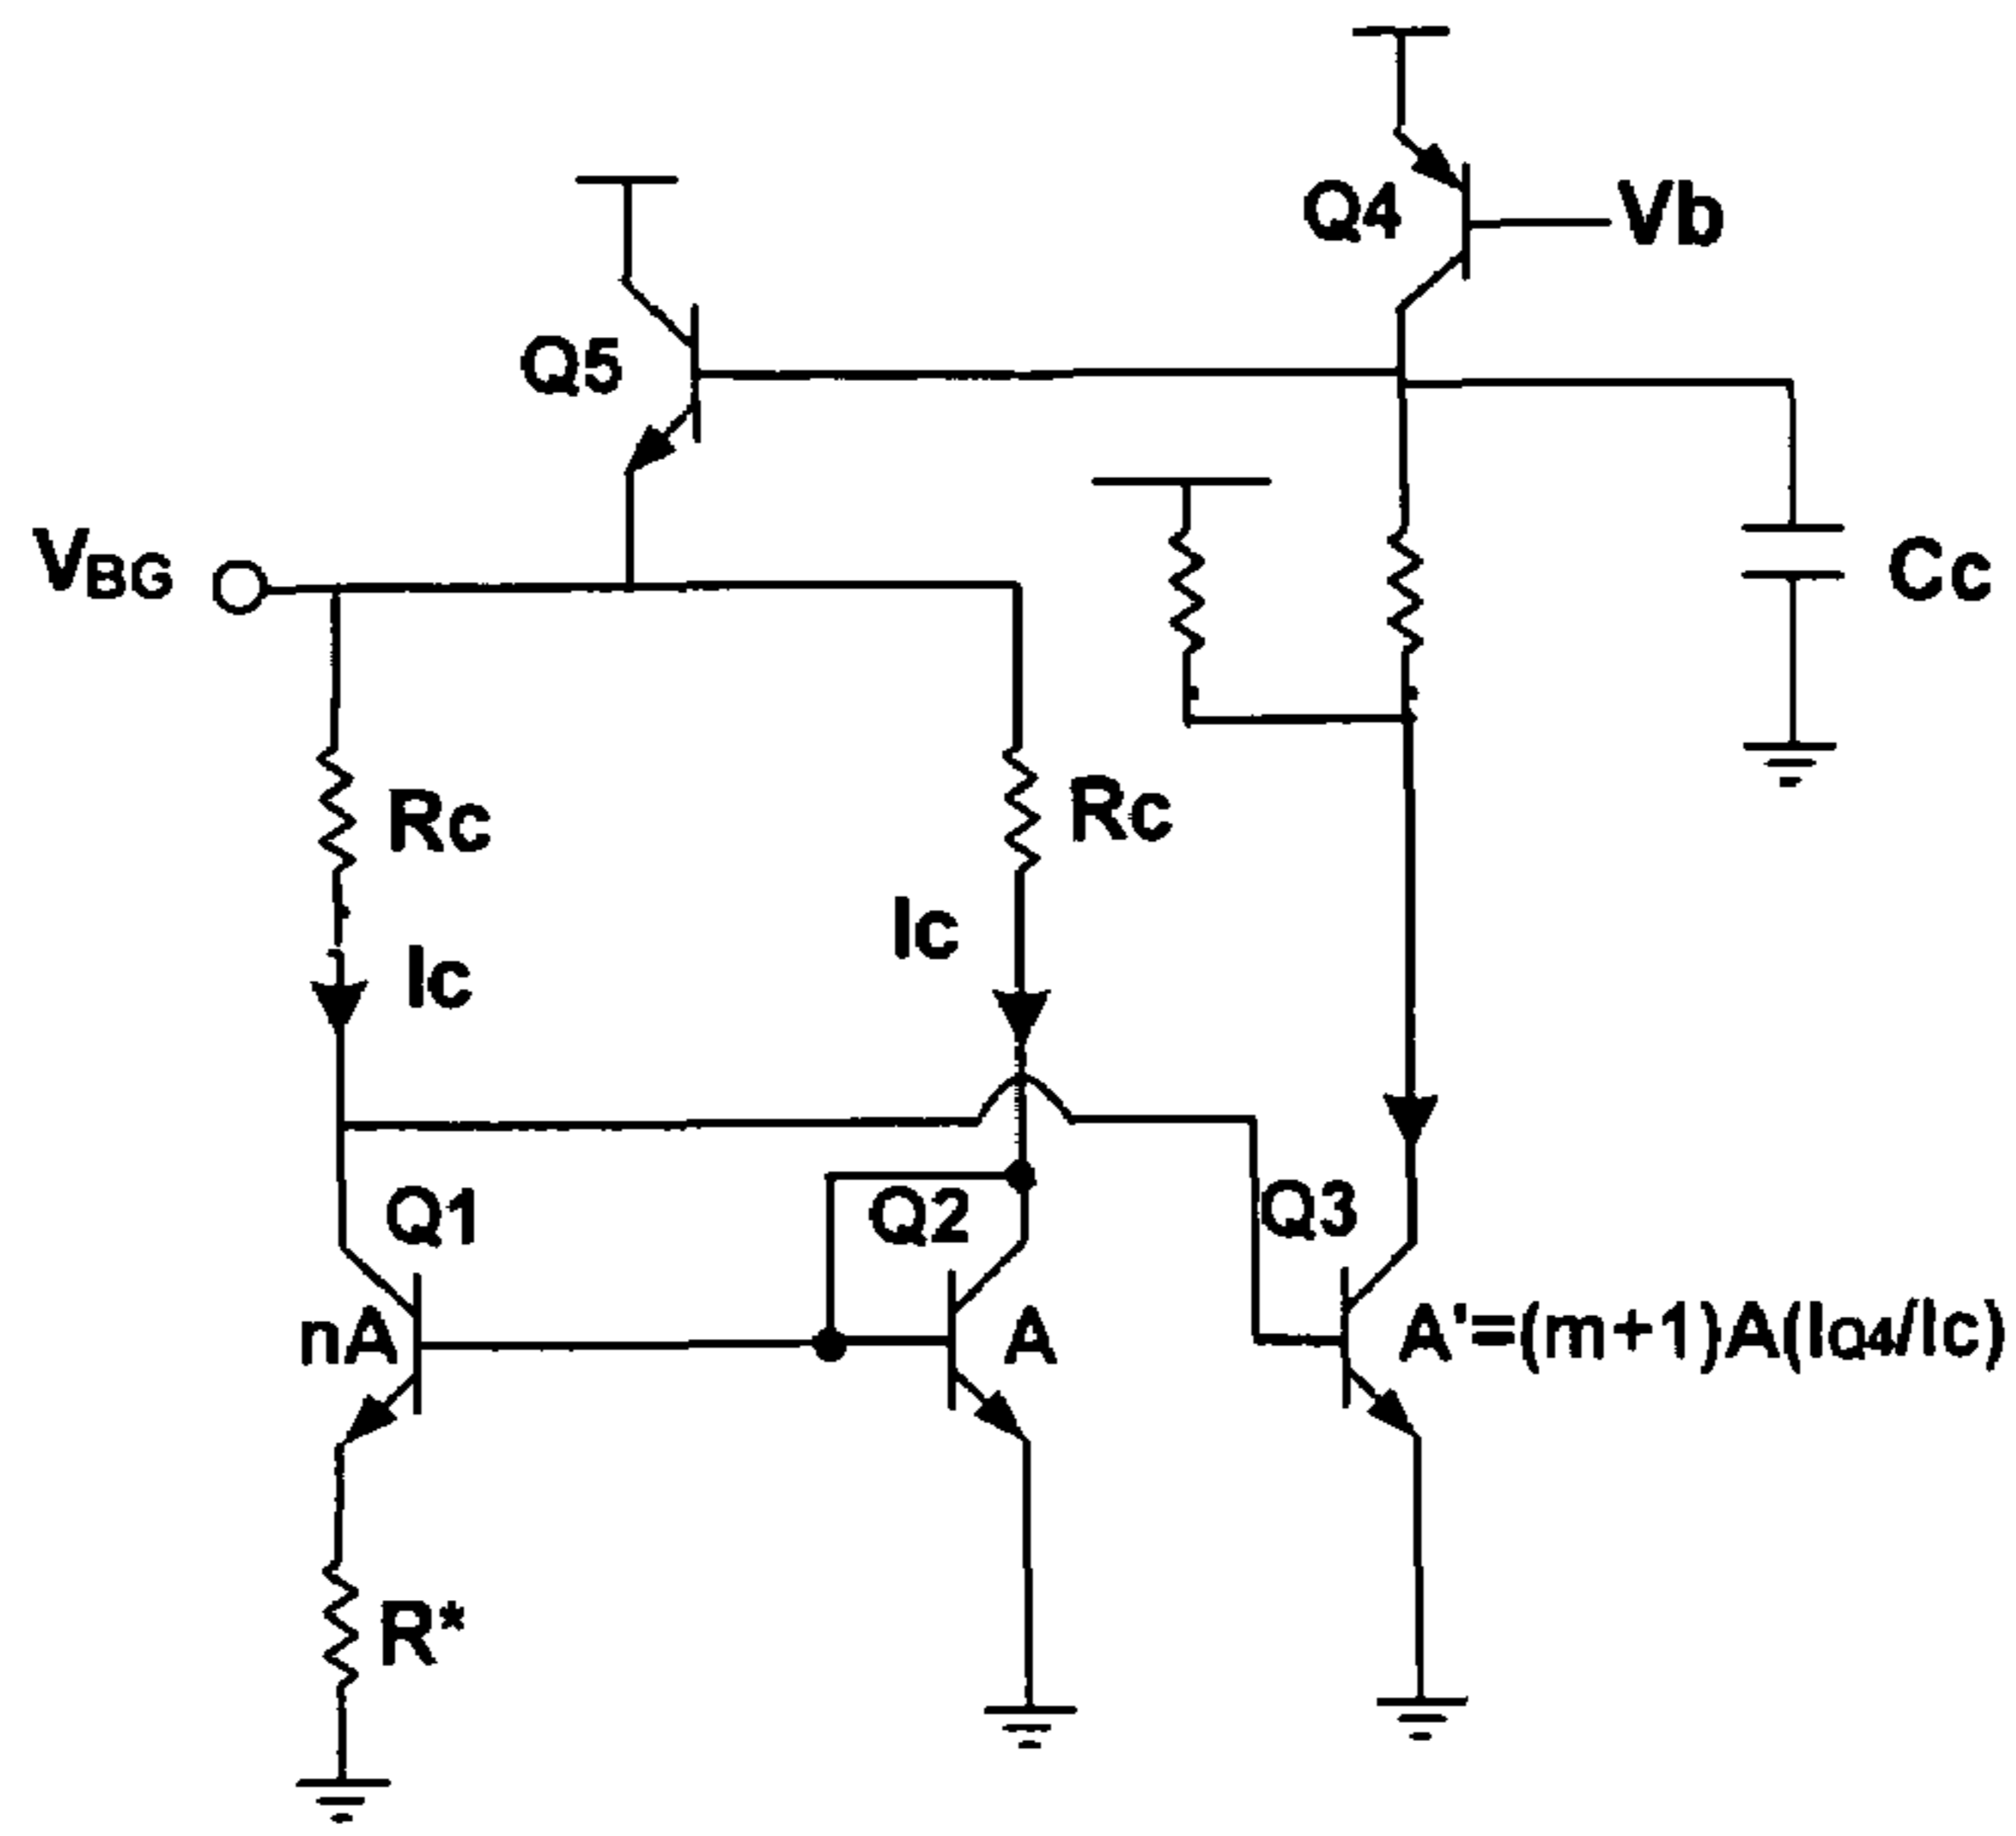 Q4
Vb
Q5
VBG
Cc
Rc
Rc
Ic
Ic
Q1
Q2
Q3
nA
A
A'=(m+1)A(IQ4/Ic)
R*